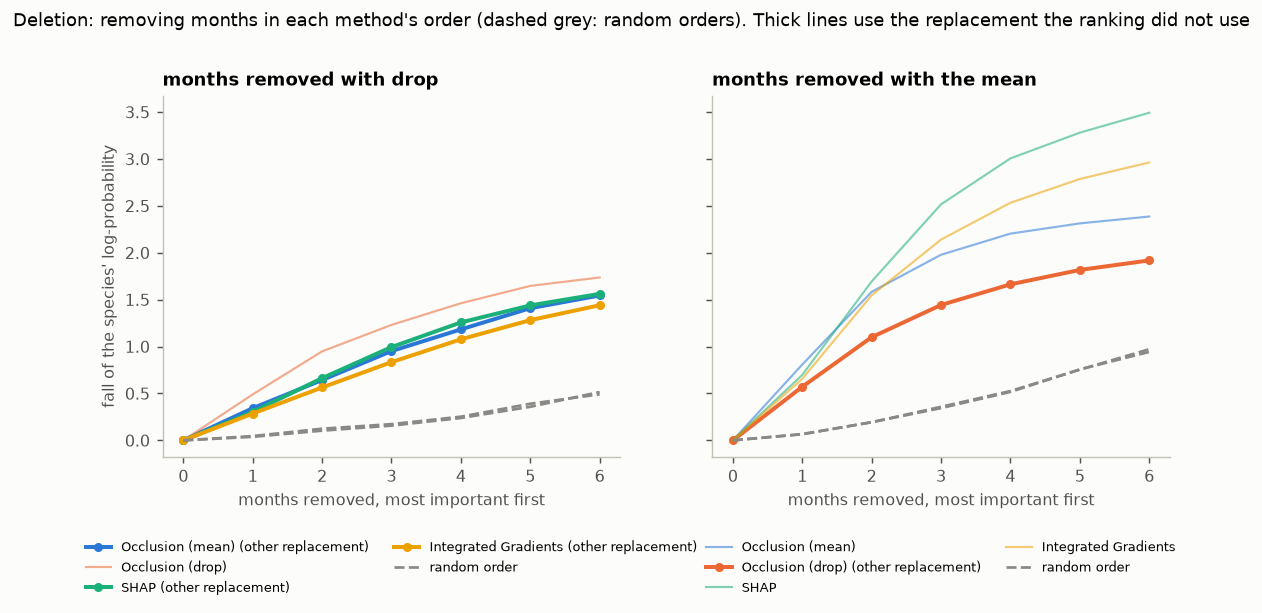 Deletion: removing months in each method's order (dashed grey: random orders). Thick lines use the replacement the ranking did not use
months removed with drop
months removed with the mean
fall of the species' log-probability
3.5
3.0
2.5
2.0
1.5
1.0
0.5
0.0
0 1 2 3 4 5 6
0 1 2 3 4 5 6
months removed, most important first
months removed, most important first
Occlusion (mean) (other replacement)
Occlusion (drop)
SHAP (other replacement)
Integrated Gradients (other replacement)
random order
Occlusion (mean)
Occlusion (drop) (other replacement)
SHAP
Integrated Gradients
random order